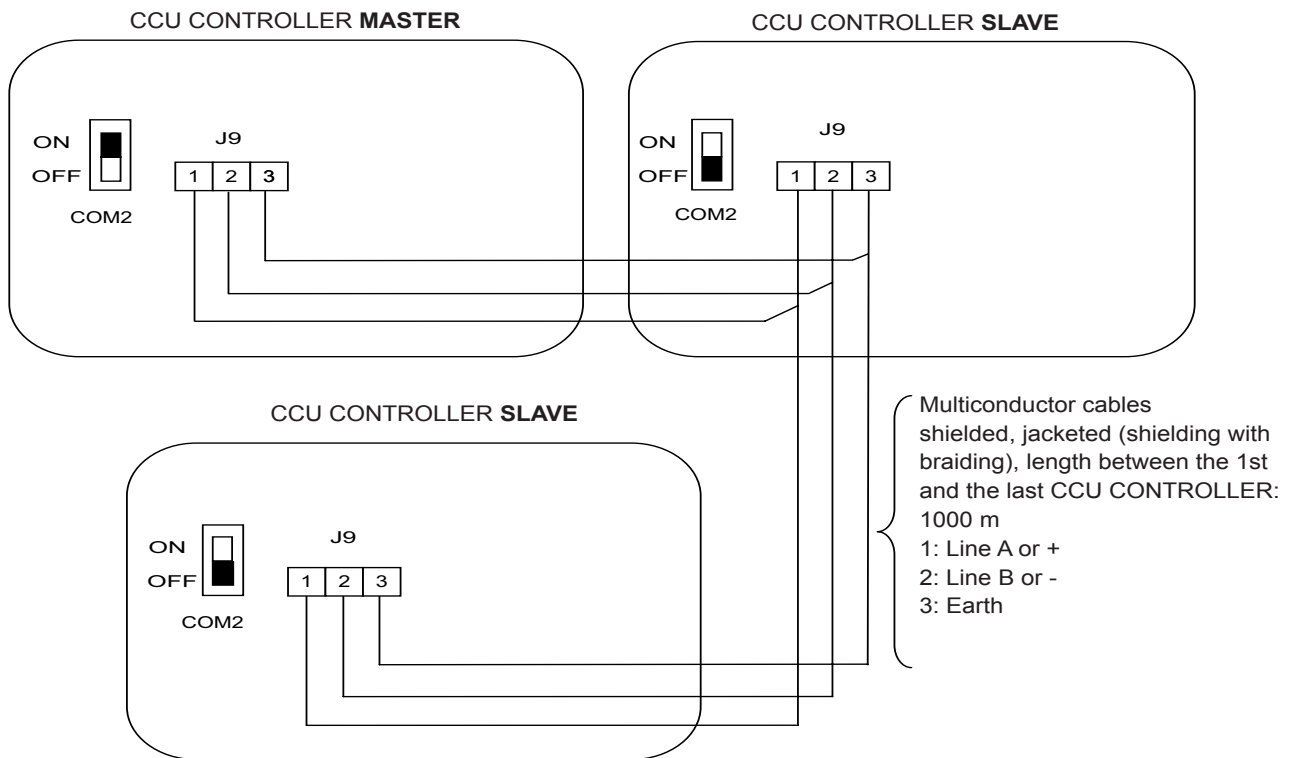 CCU CONTROLLER MASTER
ON
OFF
COM2
J9
1 2 3
CCU CONTROLLER SLAVE
ON
OFF
COM2
J9
1 2 3
CCU CONTROLLER SLAVE
ON
OFF
COM2
J9
1 2 3
Multiconductor cables
shielded, jacketed (shielding with
braiding), length between the 1st
and the last CCU CONTROLLER:
1000 m
1: Line A or +
2: Line B or -
3: Earth